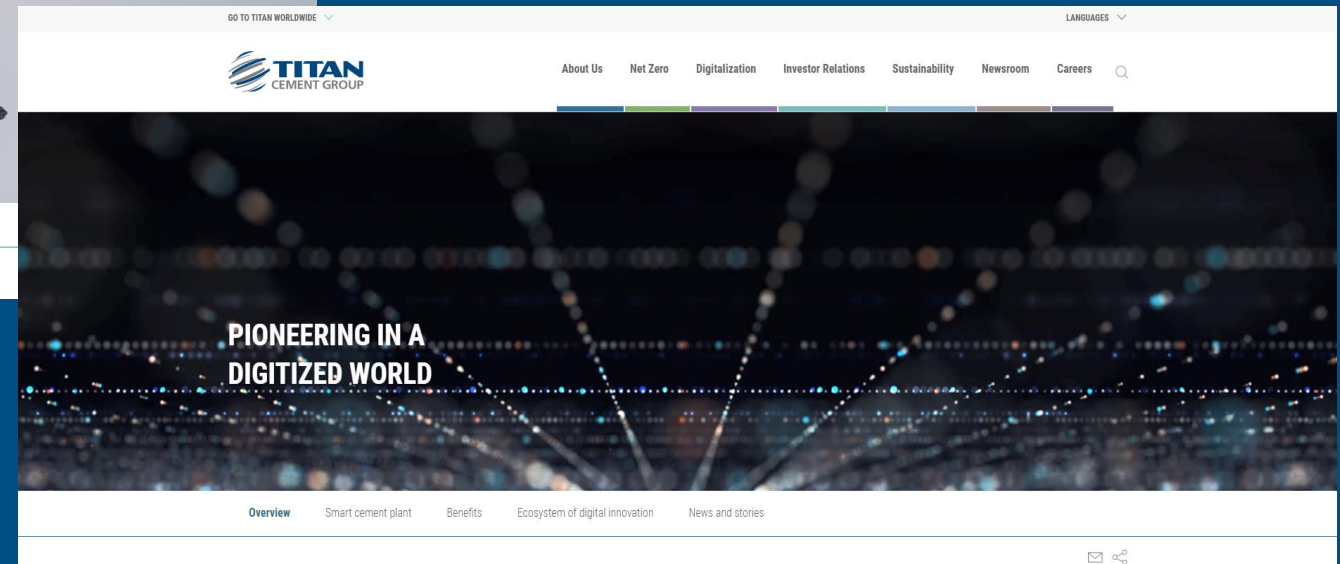 GO TO TITAN WORLDWIDE
LANGUAGES
TITAN
CEMENT GROUP
About Us Net Zero Digitalization Investor Relations Sustainability Newsroom Careers
PIONEERING IN A
DIGITIZED WORLD
Overview Smart cement plant Benefits Ecosystem of digital innovation News and stories